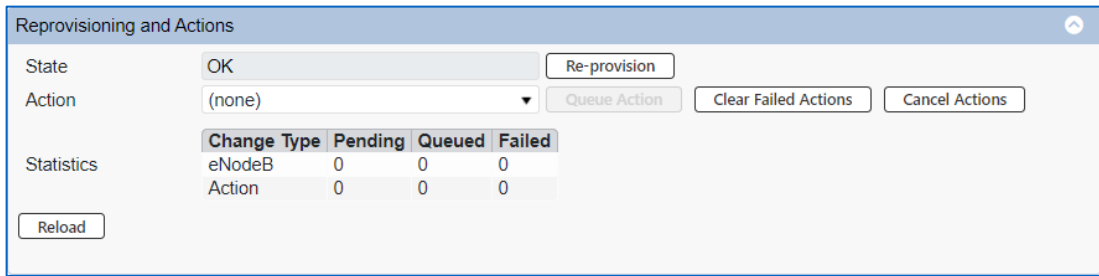 Reprovisioning and Actions
State OK Re-provision
Action (none) Queue Action Clear Failed Actions Cancel Actions
Change Type Pending Queued Failed
Statistics eNodeB 0 0 0
Action 0 0 0
Reload